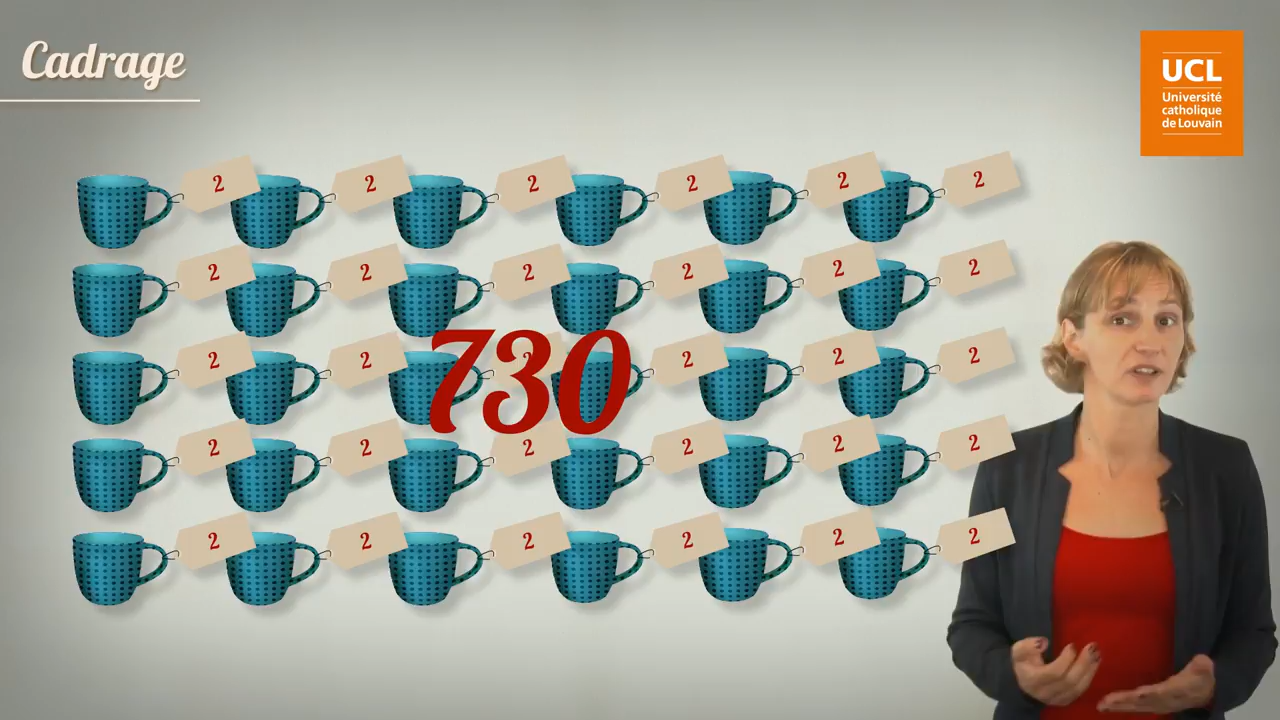 Cadrage
UCL
Université
catholique
de Louvain
2 2 2 2 2 2
2 2 2 2 2 2
730
2 2 2 2 2
2 2 2 2 2 2
2 2 2 2 2 2